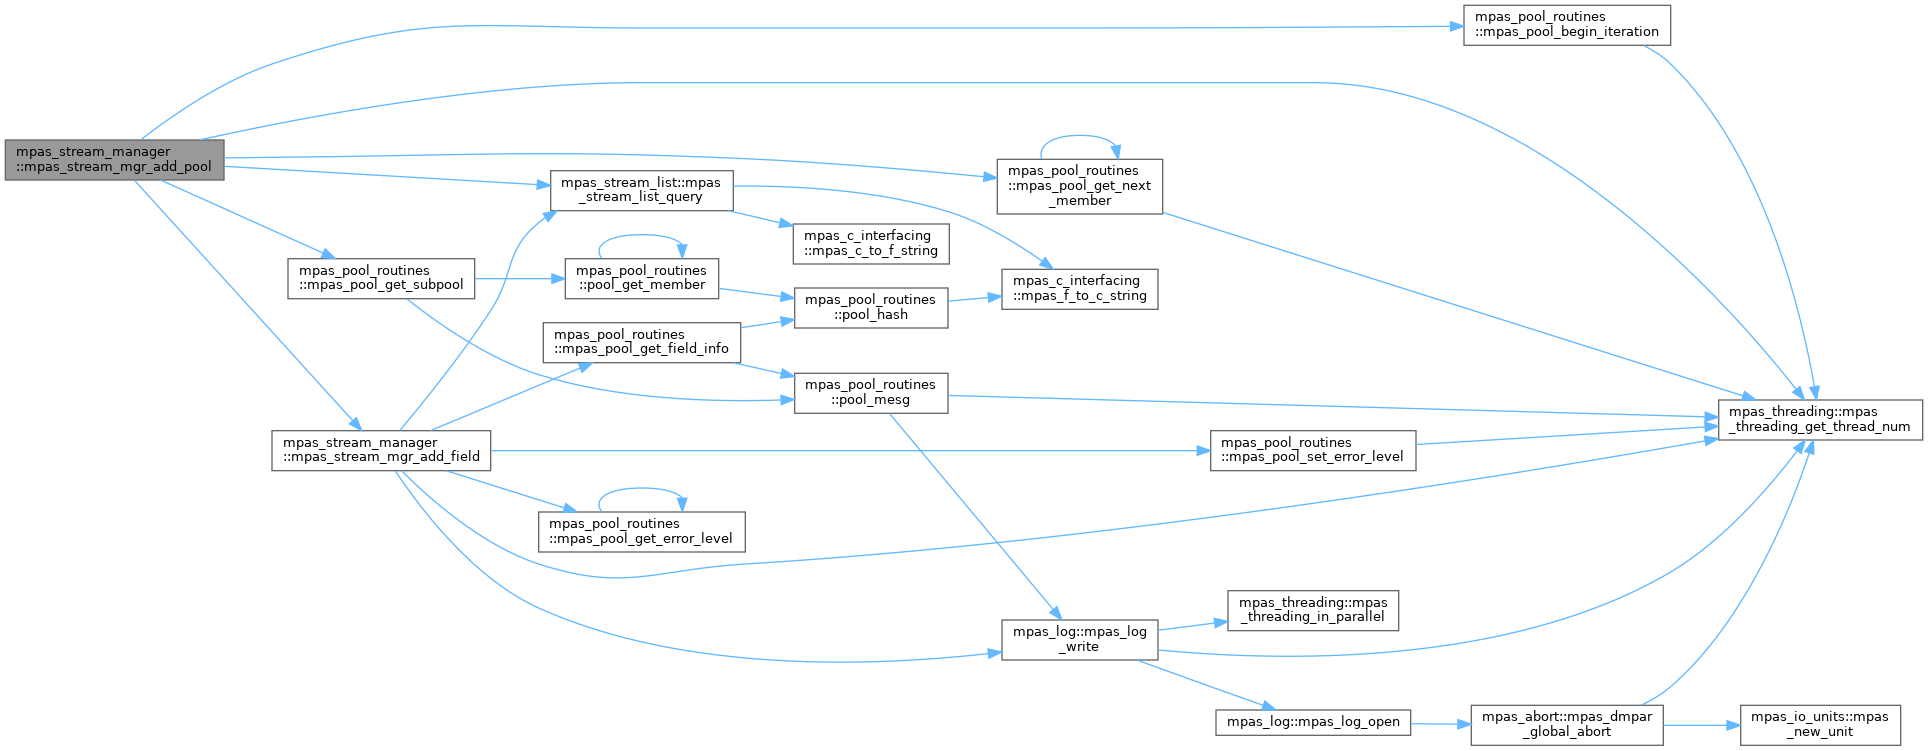 mpas_pool_routines
::mpas_pool_begin_iteration
mpas_stream_manager
::mpas_stream_mgr_add_pool
mpas_pool_routines
::mpas_pool_get_next
_member
mpas_stream_list::mpas
_stream_list_query
mpas_c_interfacing
::mpas_c_to_f_string
mpas_pool_routines
::mpas_pool_get_subpool
mpas_pool_routines
::pool_get_member
mpas_c_interfacing
::mpas_f_to_c_string
mpas_pool_routines
::pool_hash
mpas_pool_routines
::mpas_pool_get_field_info
mpas_pool_routines
::pool_mesg
mpas_threading::mpas
_threading_get_thread_num
mpas_stream_manager
::mpas_stream_mgr_add_field
mpas_pool_routines
::mpas_pool_set_error_level
mpas_pool_routines
::mpas_pool_get_error_level
mpas_threading::mpas
_threading_in_parallel
mpas_log::mpas_log
_write
mpas_log::mpas_log_open
mpas_abort::mpas_dmpar
_global_abort
mpas_io_units::mpas
_new_unit